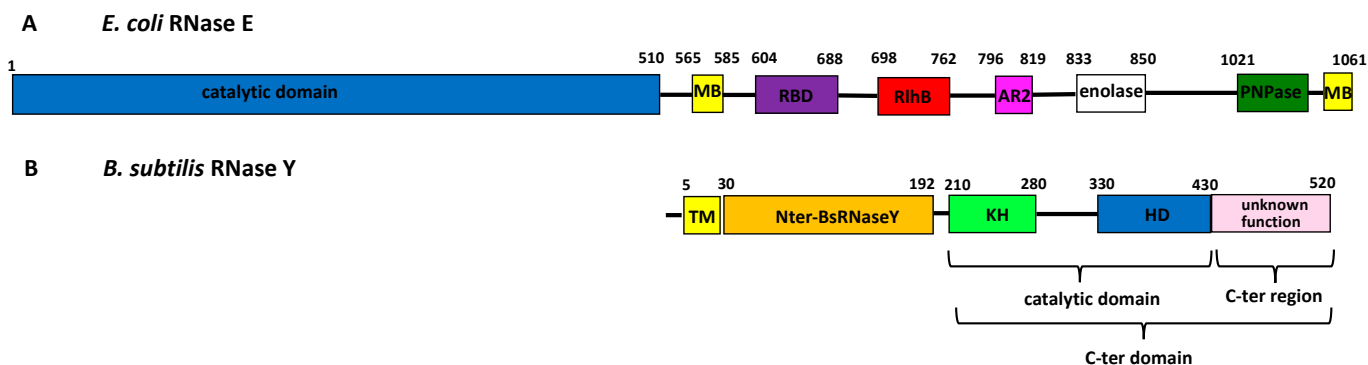 A E. coli RNase E
1 510 565 585 604 688 698 762 796 819 833 850 1021 1061
catalytic domain MB RBD RlhB AR2 enolase PNPase MB
B B. subtilis RNase Y
5 30 192 210 280 330 430 520
TM Nter-BsRNaseY KH HD unknown
function
catalytic domain C-ter region
C-ter domain